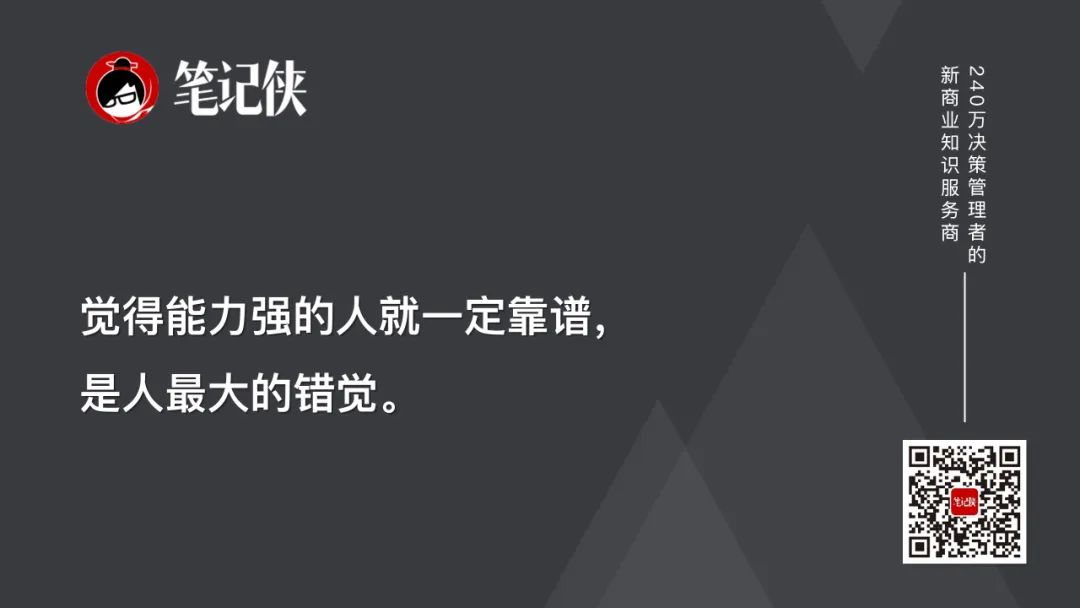 笔记侠
240万决策管理者的
新商业知识服务商
觉得能力强的人就一定靠谱，
是人最大的错觉。
笔记侠